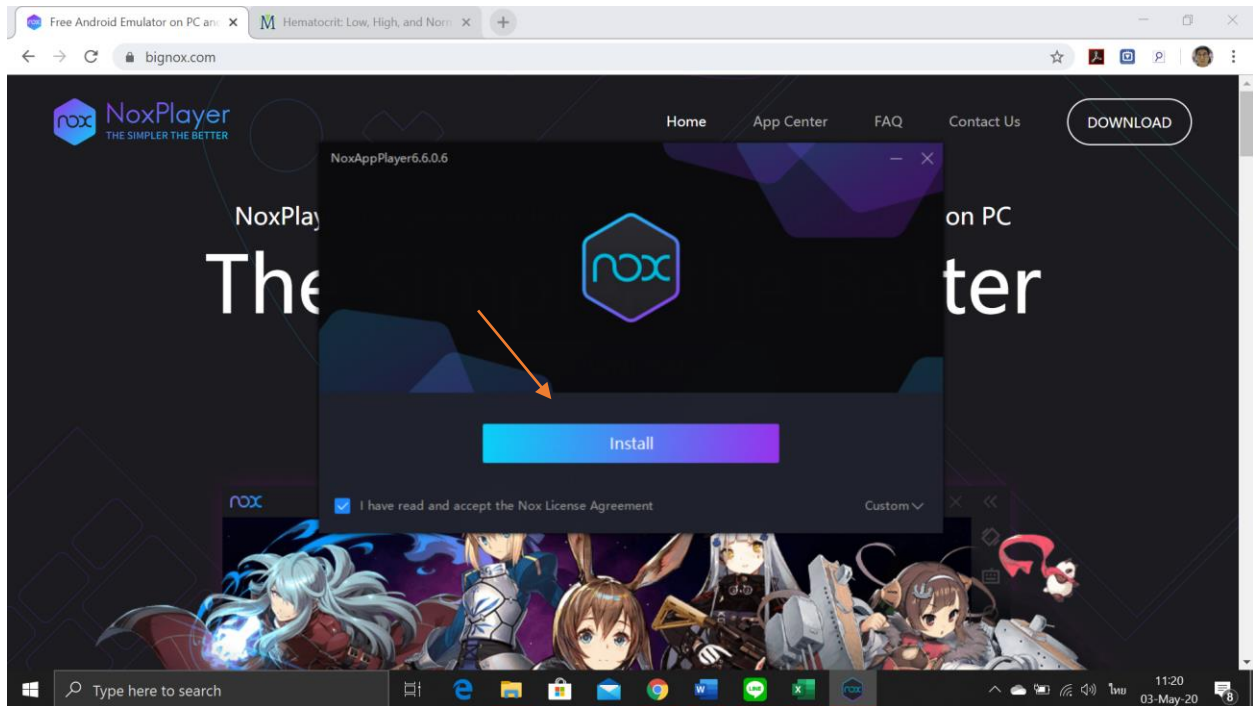 Free Android Emulator on PC an
Hematocrit: Low, High, and Norm
bignox.com
nox
NoxPlayer
THE SIMPLER THE BETTER
Home
App Center
FAQ
Contact Us
DOWNLOAD
NoxAppPlayer6.6.0.6
NoxPlay
on PC
nox
The
ter
Install
nox
I have read and accept the Nox License Agreement
Custom
Type here to search
ไทย
11:20
03-May-20
8